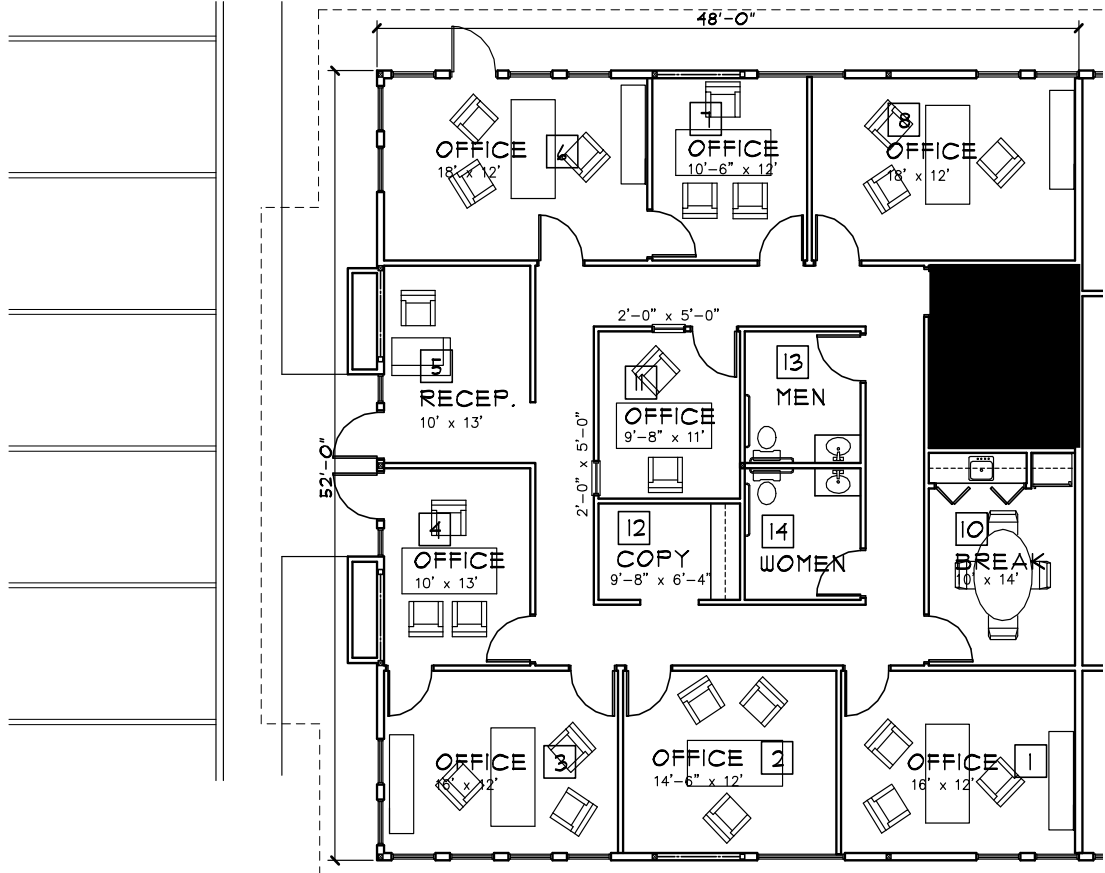 48'-0"
6
OFFICE
18' x 12'
7
OFFICE
10'-6" x 12'
8
OFFICE
18' x 12'
5
RECEP.
10' x 13'
2'-0" x 5'-0"
11
OFFICE
9'-8" x 11'
13
MEN
2'-0" x 5'-0"
52'-0"
4
OFFICE
10' x 13'
12
COPY
9'-8" x 6'-4"
14
WOMEN
10
BREAK
10' x 14'
3
OFFICE
16' x 12'
2
OFFICE
14'-6" x 12'
1
OFFICE
16' x 12'